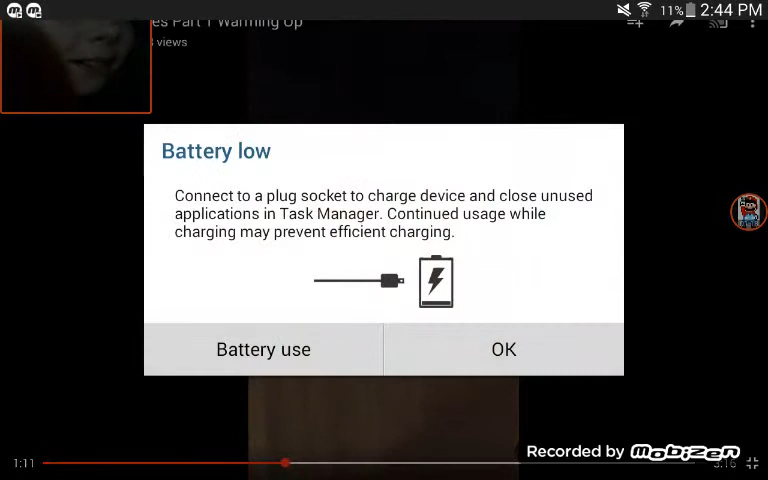 11% 2:44 PM
es Part 1 Warming Up
views
Battery low
Connect to a plug socket to charge device and close unused
applications in Task Manager. Continued usage while
charging may prevent efficient charging.
Battery use
OK
Recorded by mobizen
1:11
3:16